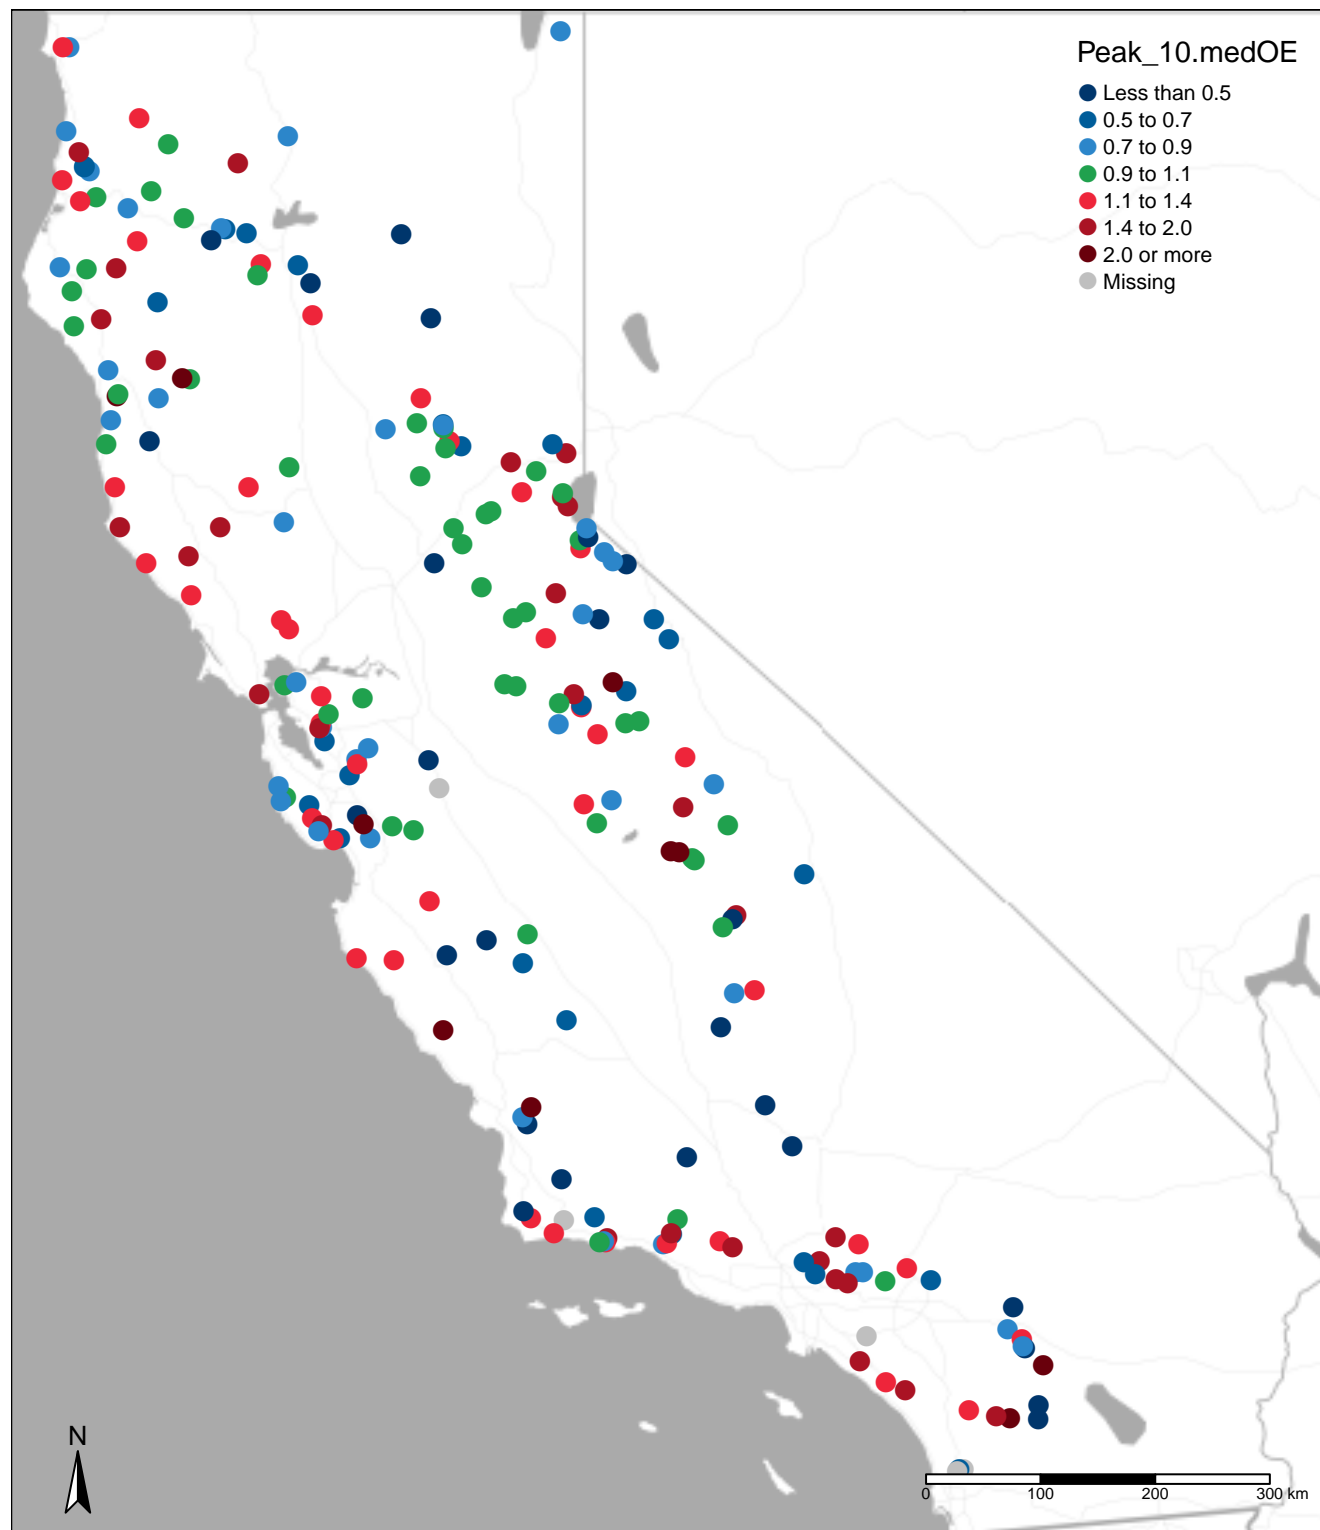 Peak_10.medOE
Less than 0.5
0.5 to 0.7
0.7 to 0.9
0.9 to 1.1
1.1 to 1.4
1.4 to 2.0
2.0 or more
Missing
N
0 100 200 300 km